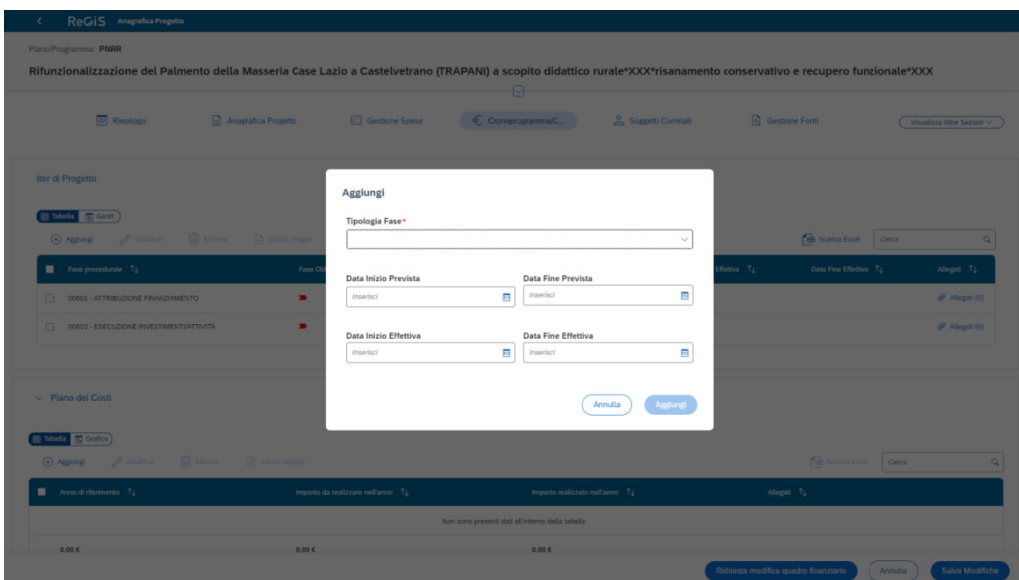 ReGiS Anagrafica Progetto
Piano/Programma: PNRR
Rifunzionalizzazione del Palmento della Masseria Case Lazio a Castelvetrano (TRAPANI) a scopo didattico rurale*XXX*risanamento conservativo e recupero funzionale*XXX
Riepilogo Anagrafica Progetto Gestione Spese Cronoprogramma/C... Soggetti Correlati Gestione Fonti Visualizza Altre Sezioni
Iter di Progetto
Tabella Gantt
Aggiungi Modifica Elimina Carica Allegati Scarica Excel Cerca
Fase procedurale Fase Ob Effettiva Data Fine Effettiva Allegati
00601 - ATTRIBUZIONE FINANZIAMENTO Allegati (0)
00602 - ESECUZIONE INVESTIMENTI/ATTIVITÀ Allegati (0)
Aggiungi
Tipologia Fase*
Data Inizio Prevista Data Fine Prevista
Inserisci Inserisci
Data Inizio Effettiva Data Fine Effettiva
Inserisci Inserisci
Annulla Aggiungi
Piano dei Costi
Tabella Grafico
Aggiungi Modifica Elimina Carica Allegati Scarica Excel Cerca
Anno di riferimento Importo da realizzare nell'anno Importo realizzato nell'anno Allegati
Non sono presenti dati all'interno della tabella
0,00 € 0,00 € 0,00 €
Richiesta modifica quadro finanziario Annulla Salva Modifiche